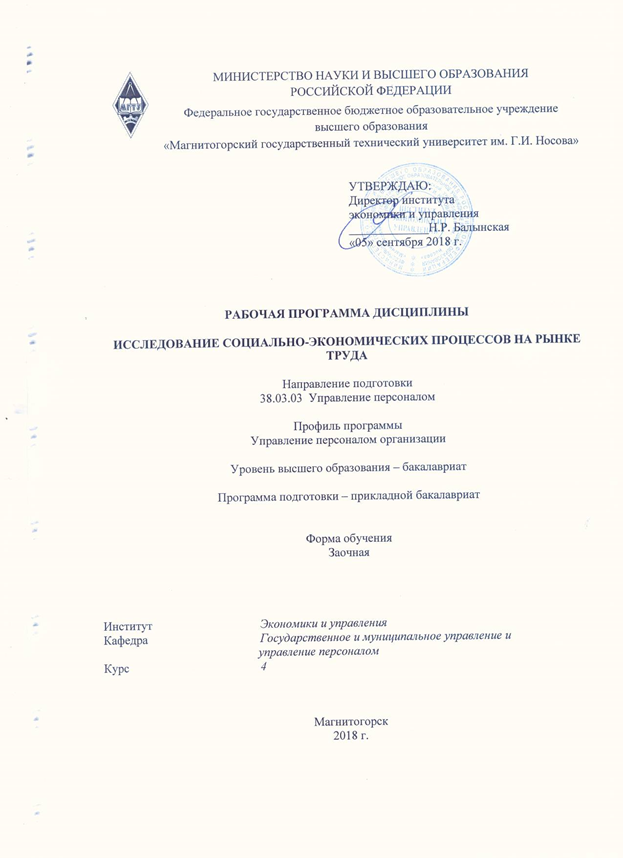 МИНИСТЕРСТВО НАУКИ И ВЫСШЕГО ОБРАЗОВАНИЯ
РОССИЙСКОЙ ФЕДЕРАЦИИ
Федеральное государственное бюджетное образовательное учреждение
высшего образования
«Магнитогорский государственный технический университет им. Г.И. Носова»
УТВЕРЖДАЮ:
Директор института
экономики и управления
Н.Р. Балынская
«05» сентября 2018 г.
РАБОЧАЯ ПРОГРАММА ДИСЦИПЛИНЫ
ИССЛЕДОВАНИЕ СОЦИАЛЬНО-ЭКОНОМИЧЕСКИХ ПРОЦЕССОВ НА РЫНКЕ
ТРУДА
Направление подготовки
38.03.03 Управление персоналом
Профиль программы
Управление персоналом организации
Уровень высшего образования – бакалавриат
Программа подготовки – прикладной бакалавриат
Форма обучения
Заочная
Институт Экономики и управления
Кафедра Государственное и муниципальное управление и
управление персоналом
Курс 4
Магнитогорск
2018 г.